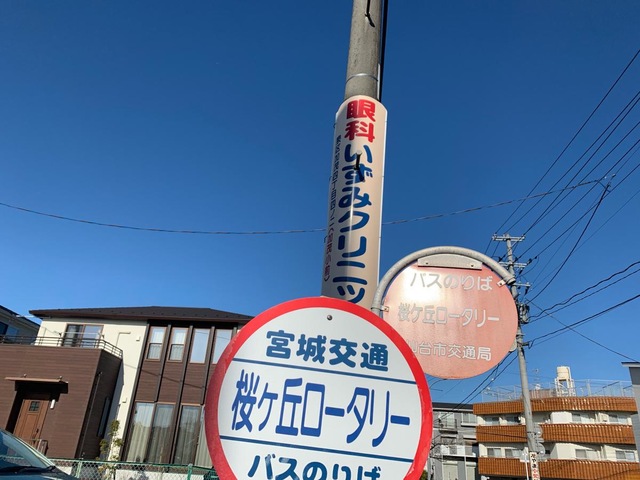 眼科
いずみクリニッ
バスのりば
桜ケ丘ロータリー
仙台市交通局
宮城交通
桜ケ丘ロータリー
バスのりば